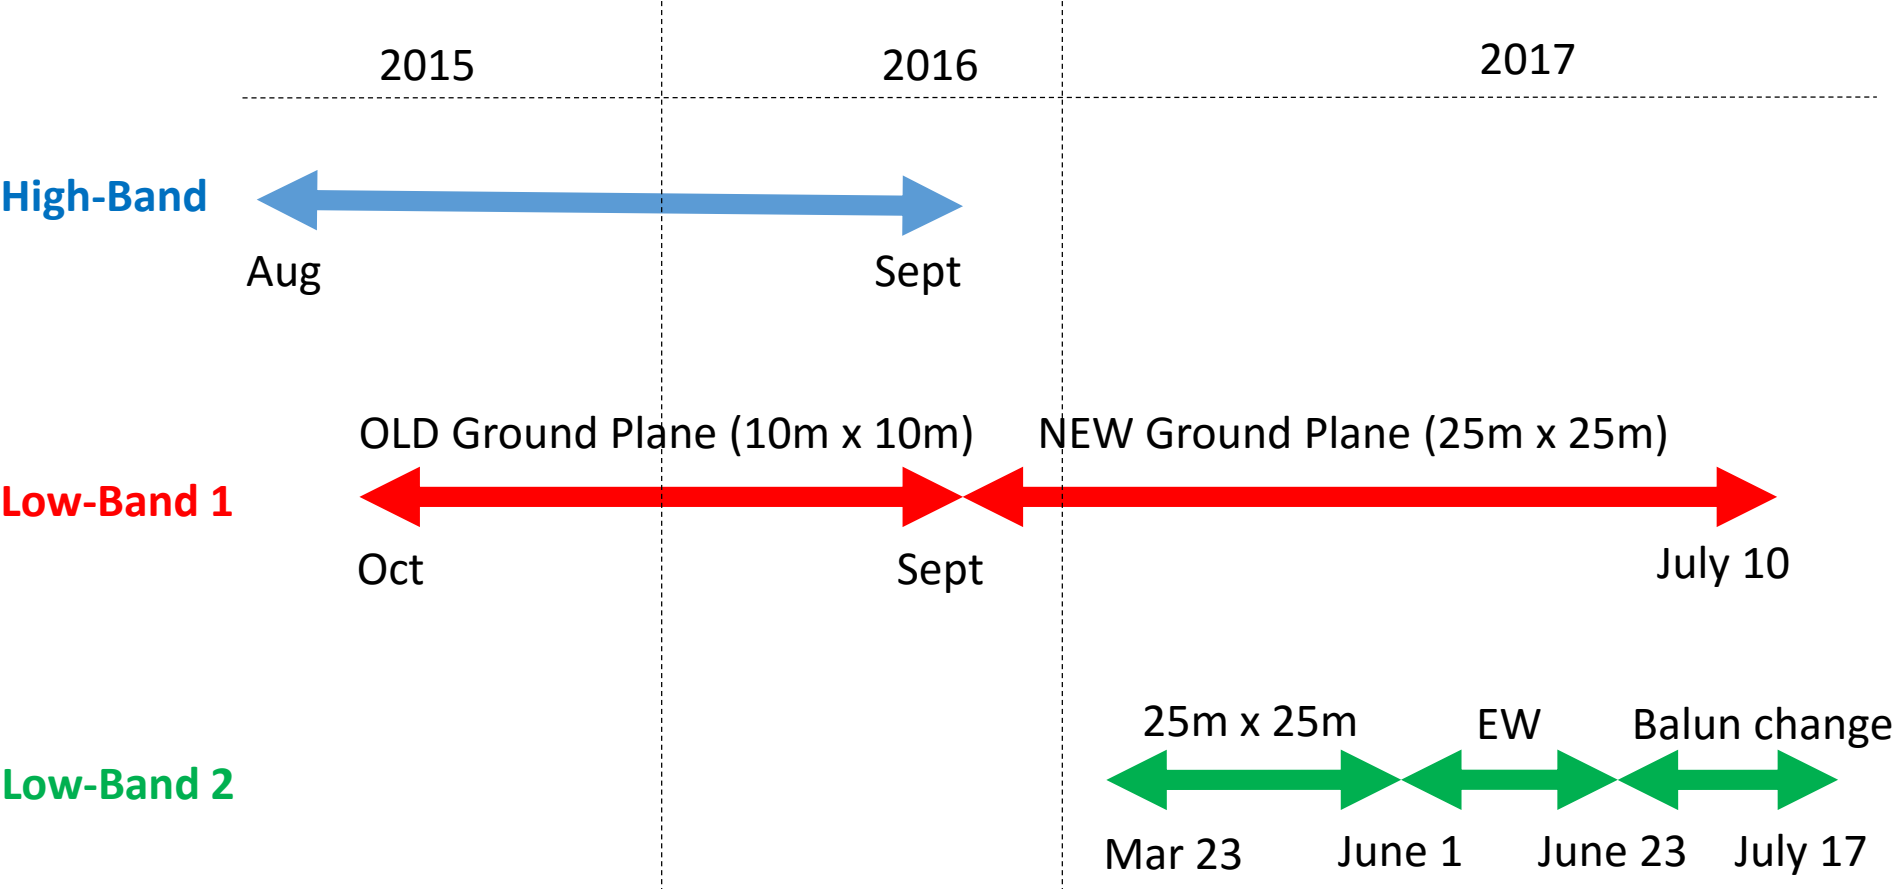 2015 2016 2017
High-Band
Aug Sept
OLD Ground Plane (10m x 10m) NEW Ground Plane (25m x 25m)
Low-Band 1
Oct Sept July 10
25m x 25m EW Balun change
Low-Band 2
Mar 23 June 1 June 23 July 17